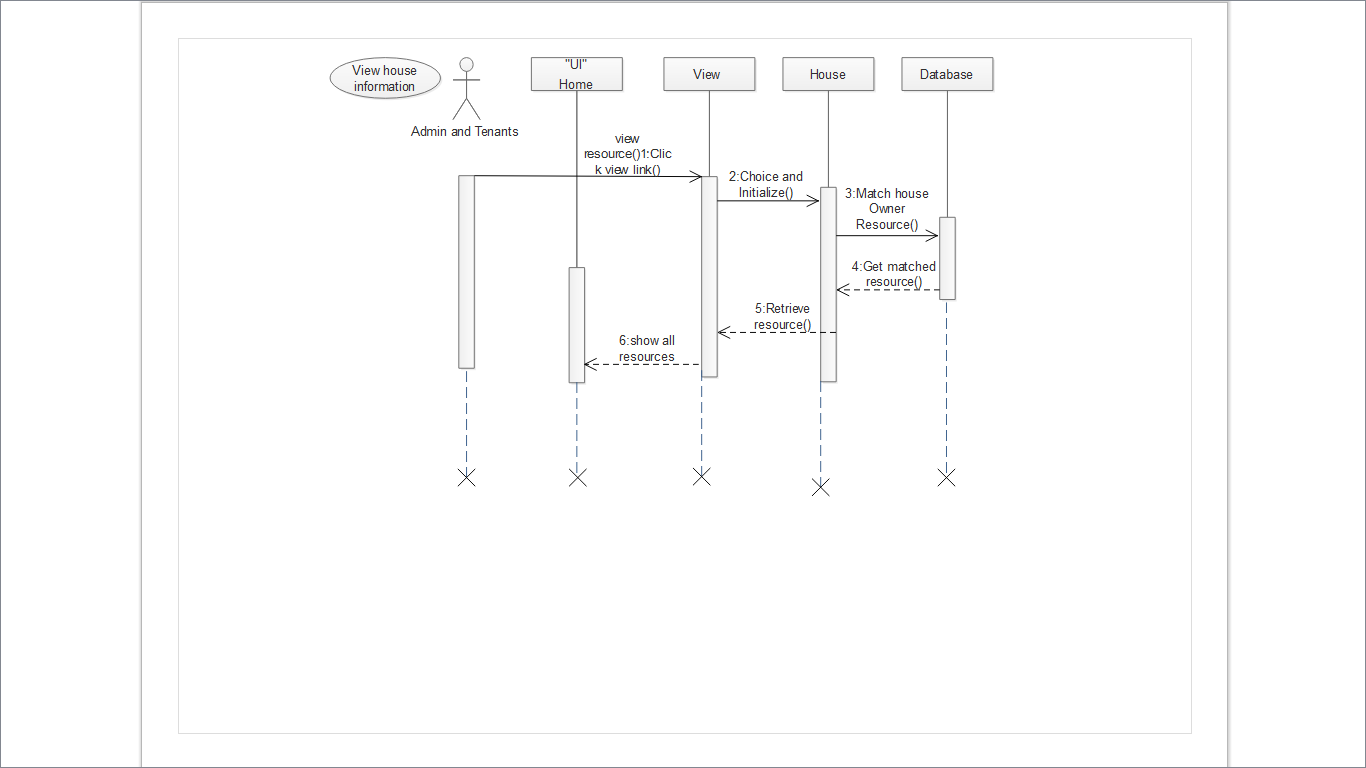 View house
information
Admin and Tenants
"UI"
Home
View
House
Database
view
resource()1:Clic
k view link()
2:Choice and
Initialize()
3:Match house
Owner
Resource()
4:Get matched
resource()
5:Retrieve
resource()
6:show all
resources